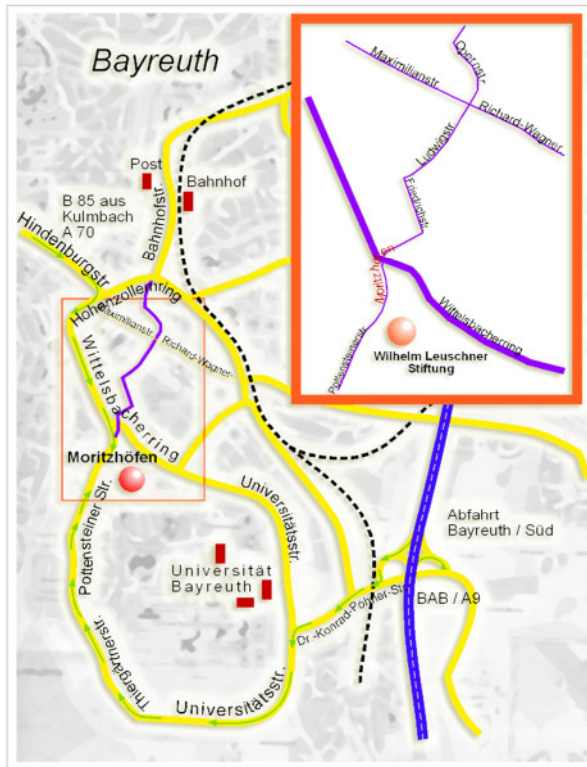 Bayreuth
Post
Bahnhof
B 85 aus
Kulmbach
A 70
Hindenburgstr
Bahnhofstr.
Hohenzollernring
Maximilianstr.
Richard-Wagner-
Wittelsbacherring
Moritzhöfen
Pottensteiner Str.
Universitätsstr.
Universität
Bayreuth
Thiergärtnerstr.
Universitätsstr.
Dr.-Konrad-Pöhner-Str.
Abfahrt
Bayreuth / Süd
BAB / A9
Maximilianstr.
Opernstr.
Richard-Wagner
Ludwigstr.
Friedrichstr.
Moritzhöfen
Wittelsbacherring
Pottensteinerstr.
Wilhelm Leuschner
Stiftung